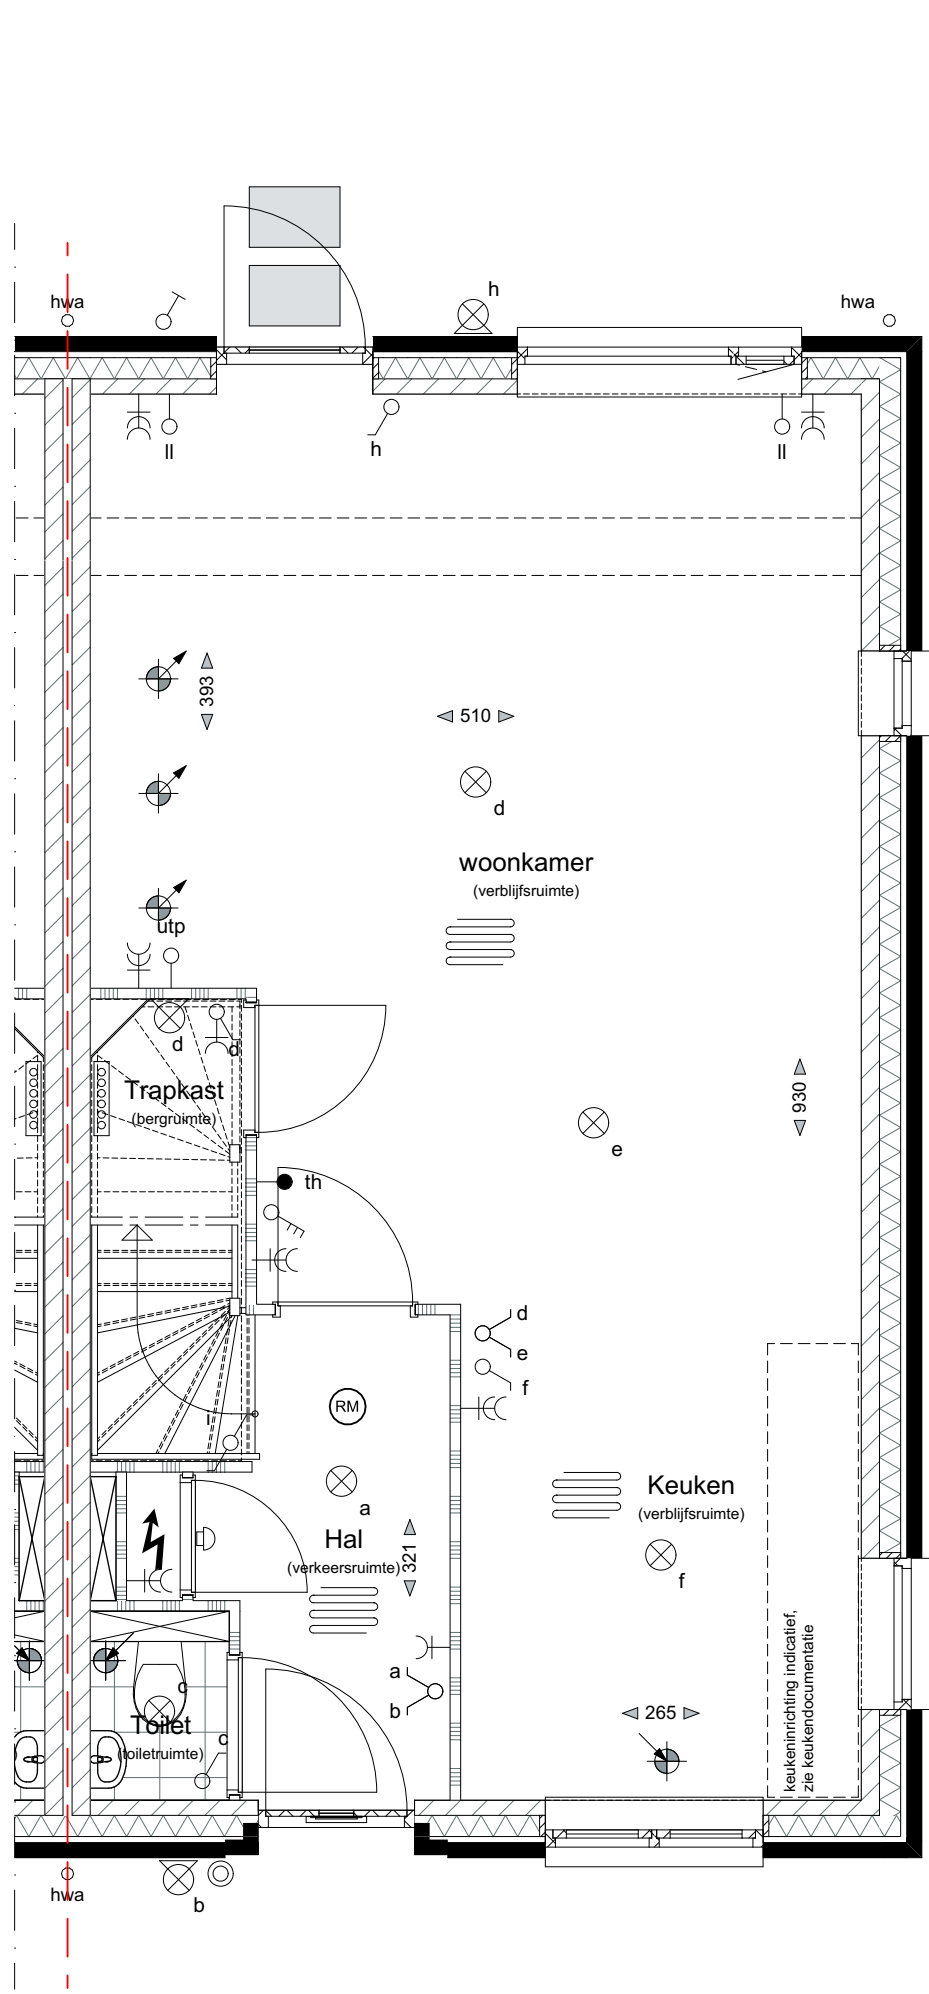 hwa
h
hwa
ll
h
ll
393
510
d
woonkamer
(verblijfsruimte)
utp
d
d
Trapkast
(bergruimte)
930
e
th
d
e
f
i
RM
a
Keuken
(verblijfsruimte)
Hal
(verkeersruimte)
321
f
keukeninrichting indicatief,
zie keukendocumentatie
a
b
c
Toilet
(toiletruimte)
c
265
hwa
b